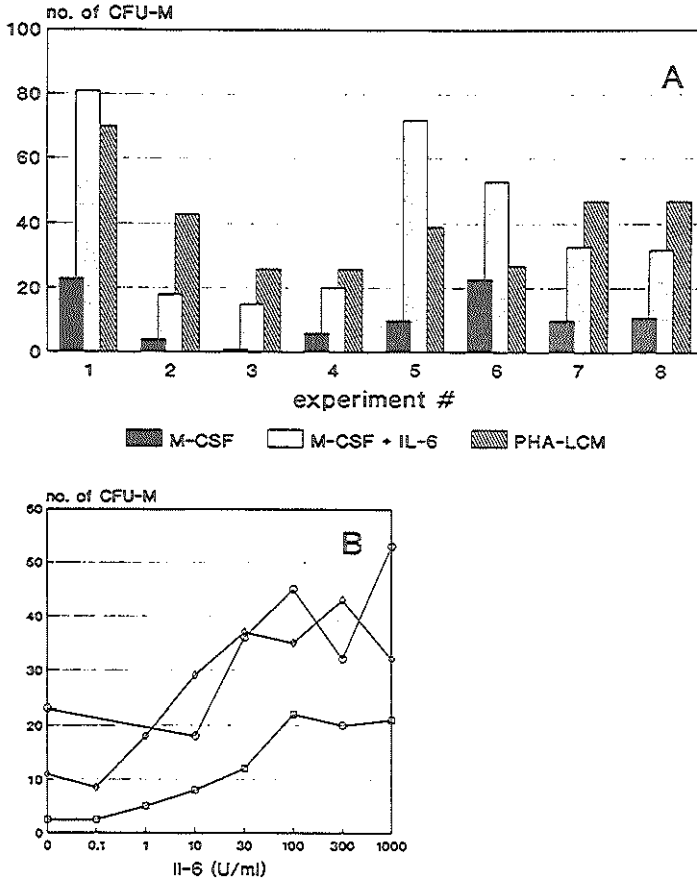 no. of CFU-M
A
100
80
60
40
20
0
1 2 3 4 5 6 7 8
experiment #
M-CSF M-CSF + IL-6 PHA-LCM
no. of CFU-M
B
60
50
40
30
20
10
0
0 0.1 1 10 30 100 300 1000
Il-6 (U/ml)